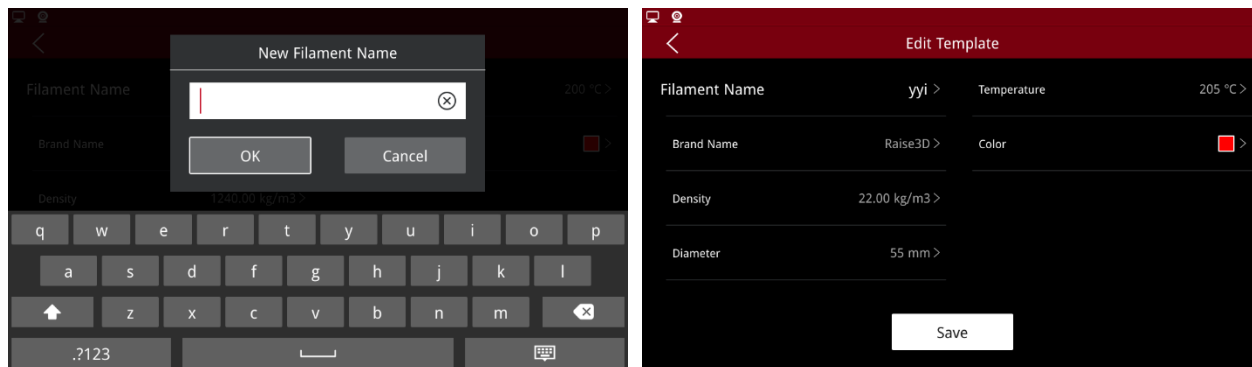 New Filament Name
Filament Name 200 °C >
OK Cancel
Brand Name >
Density 1240.00 kg/m3 >
q w e r t y u i o p
a s d f g h j k l
z x c v b n m
.?123
Edit Template
Filament Name yyi > Temperature 205 °C >
Brand Name Raise3D > Color >
Density 22.00 kg/m3 >
Diameter 55 mm >
Save